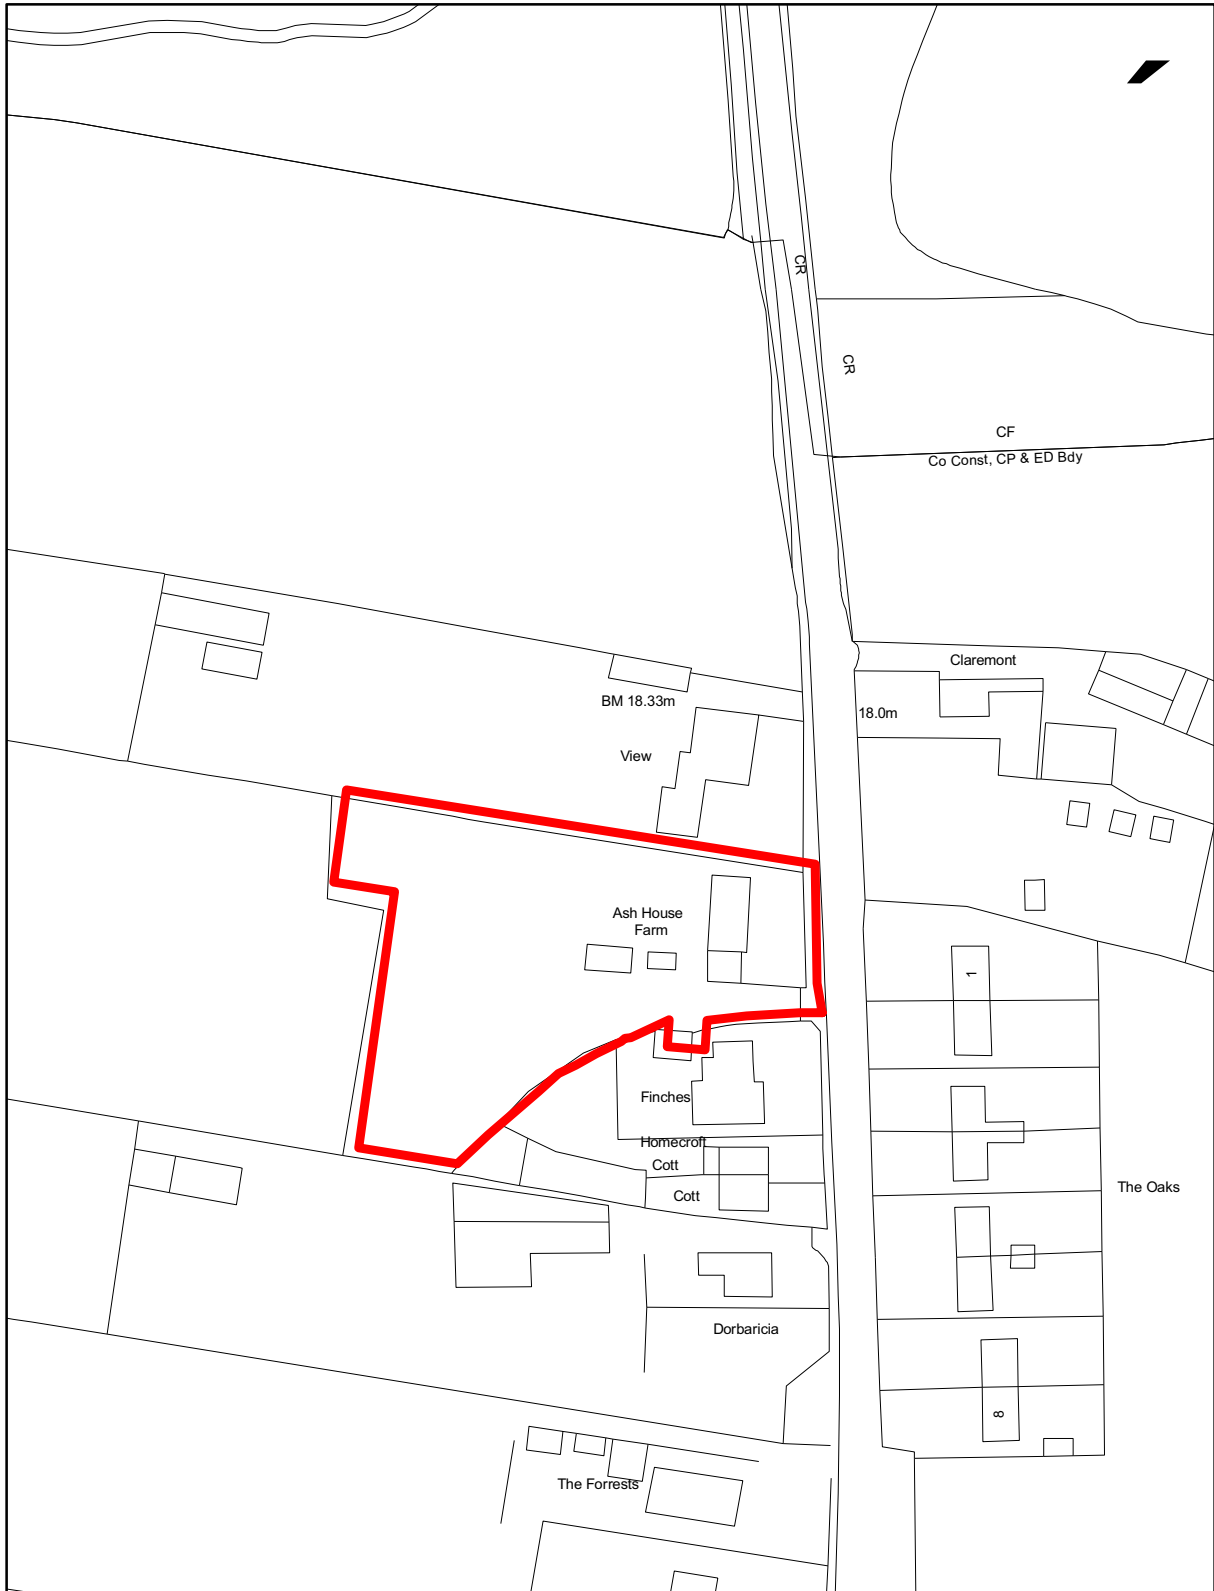 CR
CR
CF
Co Const, CP & ED Bdy
Claremont
BM 18.33m
18.0m
View
Ash House
Farm
1
Finches
Homecroft
Cott
Cott
The Oaks
Dorbaricia
8
The Forrests